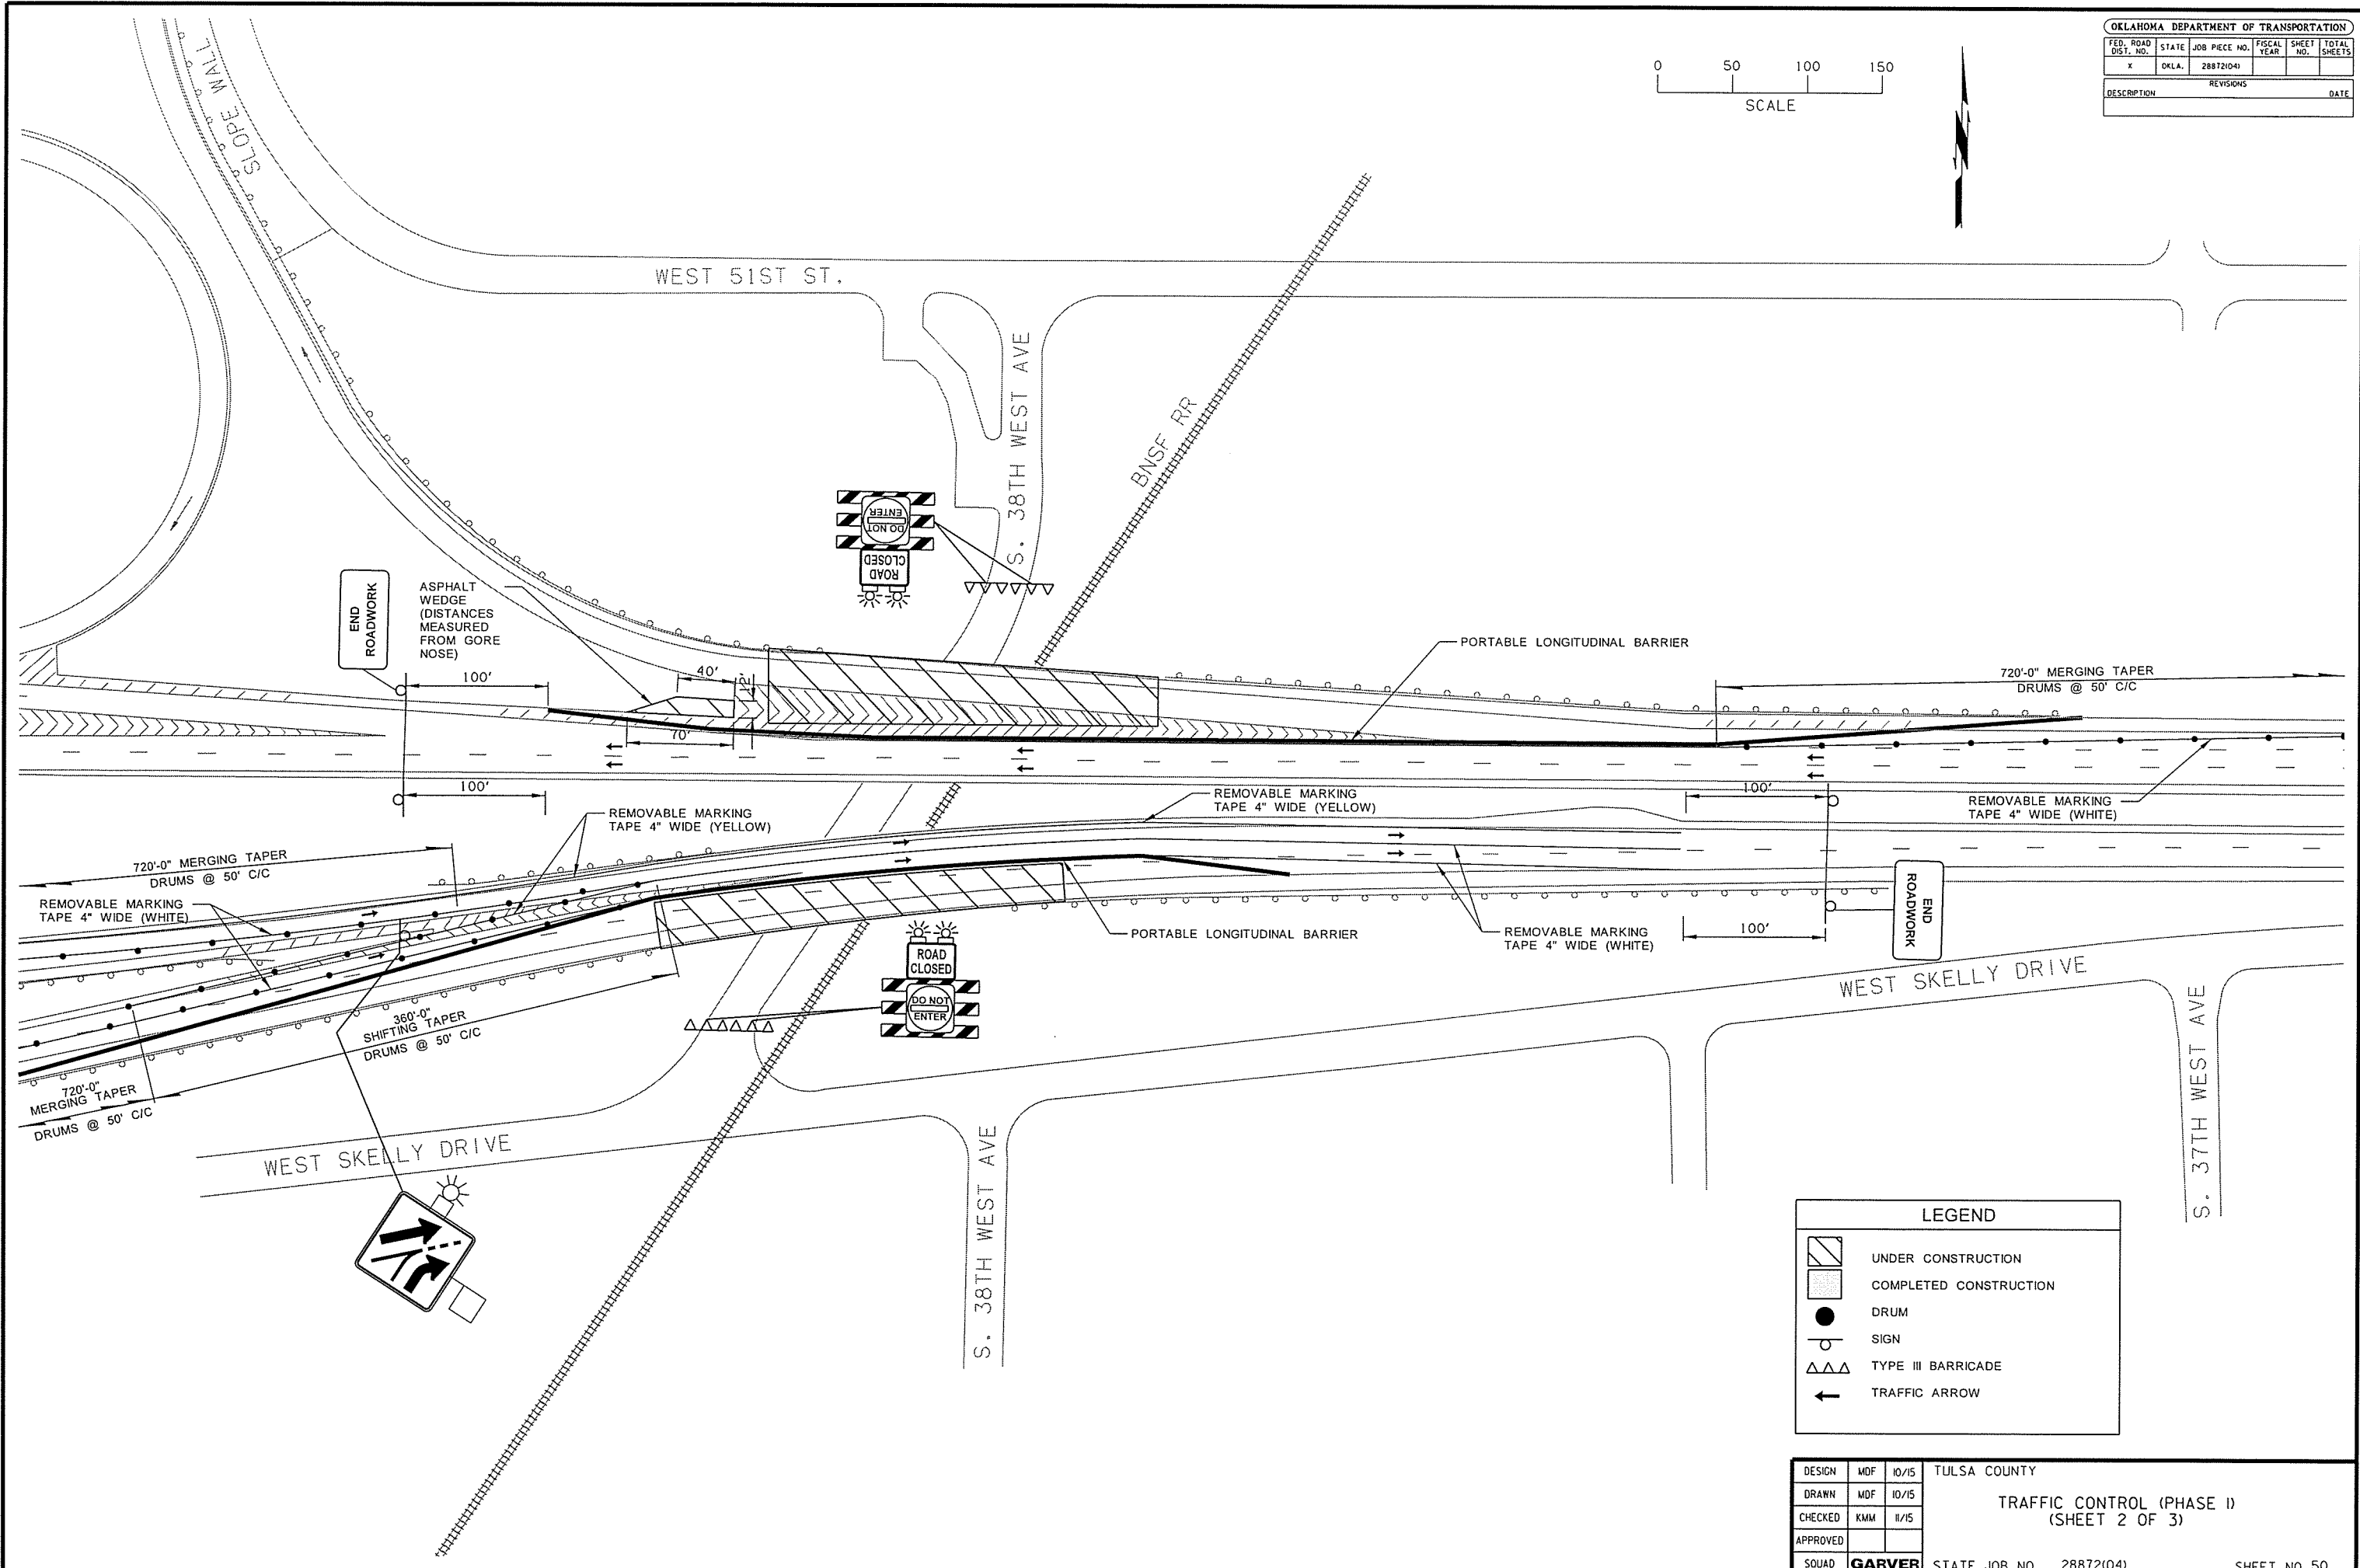 OKLAHOMA DEPARTMENT OF TRANSPORTATION
FED. ROAD DIST. NO.
STATE
JOB PIECE NO.
FISCAL YEAR
SHEET NO.
TOTAL SHEETS
X
OKLA.
28872(04)
REVISIONS
DESCRIPTION
DATE
0 50 100 150
SCALE
N
SLOPE WALL
WEST 51ST ST.
S. 38TH WEST AVE
BNSF RR
DO NOT
ENTER
ROAD
CLOSED
END
ROADWORK
ASPHALT
WEDGE
(DISTANCES
MEASURED
FROM GORE
NOSE)
100'
40'
12'
70'
PORTABLE LONGITUDINAL BARRIER
720'-0" MERGING TAPER
DRUMS @ 50' C/C
100'
REMOVABLE MARKING
TAPE 4" WIDE (YELLOW)
REMOVABLE MARKING
TAPE 4" WIDE (YELLOW)
100'
REMOVABLE MARKING
TAPE 4" WIDE (WHITE)
720'-0" MERGING TAPER
DRUMS @ 50' C/C
REMOVABLE MARKING
TAPE 4" WIDE (WHITE)
END
ROADWORK
100'
PORTABLE LONGITUDINAL BARRIER
REMOVABLE MARKING
TAPE 4" WIDE (WHITE)
ROAD
CLOSED
DO NOT
ENTER
WEST SKELLY DRIVE
360'-0"
SHIFTING TAPER
DRUMS @ 50' C/C
720'-0"
MERGING TAPER
DRUMS @ 50' C/C
WEST SKELLY DRIVE
S. 38TH WEST AVE
S. 37TH WEST AVE
LEGEND
UNDER CONSTRUCTION
COMPLETED CONSTRUCTION
DRUM
SIGN
TYPE III BARRICADE
TRAFFIC ARROW
DESIGN MDF 10/15
DRAWN MDF 10/15
CHECKED KMM 11/15
APPROVED
SQUAD GARVER
TULSA COUNTY
TRAFFIC CONTROL (PHASE I)
(SHEET 2 OF 3)
STATE JOB NO. 28872(04) SHEET NO. 50